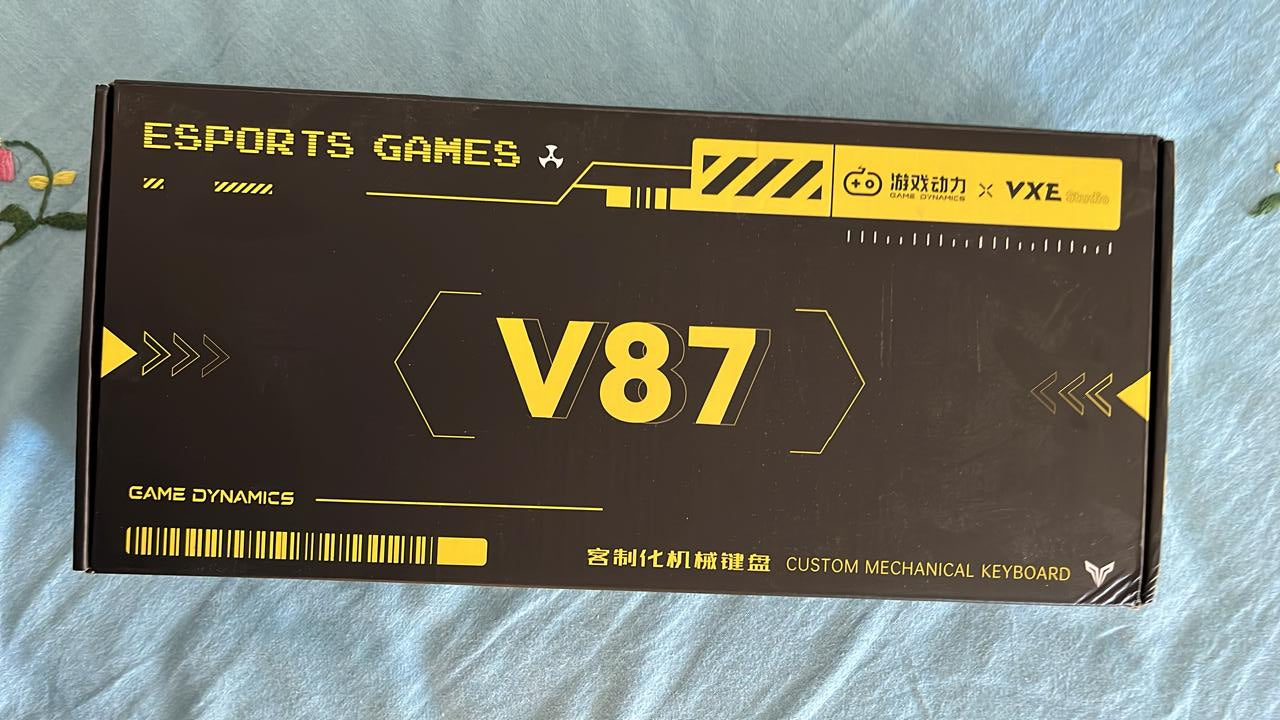 ESPORTS GAMES
游戏动力 × VXE Studio
GAME DYNAMICS
V87
GAME DYNAMICS
客制化机械键盘 CUSTOM MECHANICAL KEYBOARD